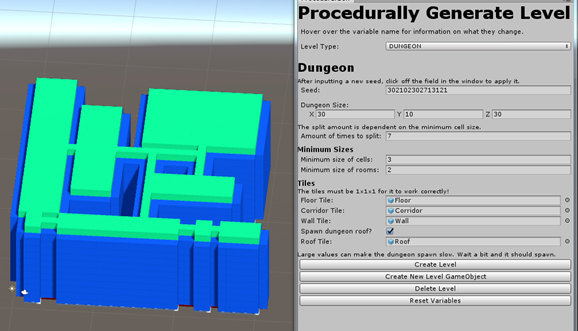 Procedurally Generate Level
Hover over the variable name for information on what they change.
Level Type: DUNGEON
Dungeon
After inputting a new seed, click off the field in the window to apply it.
Seed: 302102302713121
Dungeon Size:
X 30 Y 10 Z 30
The split amount is dependent on the minimum cell size.
Amount of times to split: 7
Minimum Sizes
Minimum size of cells: 3
Minimum size of rooms: 2
Tiles
The tiles must be 1x1x1 for it to work correctly!
Floor Tile: Floor
Corridor Tile: Corridor
Wall Tile: Wall
Spawn dungeon roof?
Roof Tile: Roof
Large values can make the dungeon spawn slow. Wait a bit and it should spawn.
Create Level
Create New Level GameObject
Delete Level
Reset Variables